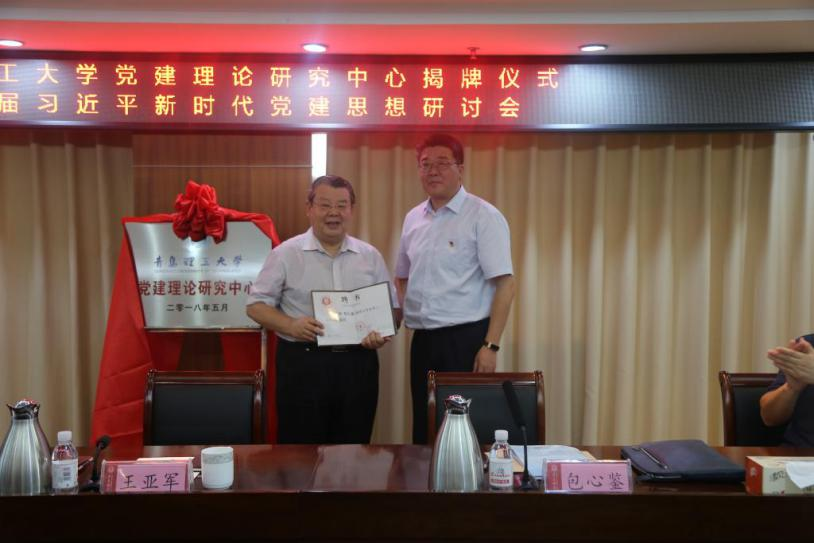 工大学党建理论研究中心揭牌仪式
届习近平新时代党建思想研讨会
青岛理工大学
党建理论研究中心
二零一八年五月
聘书
王亚军
包心鉴